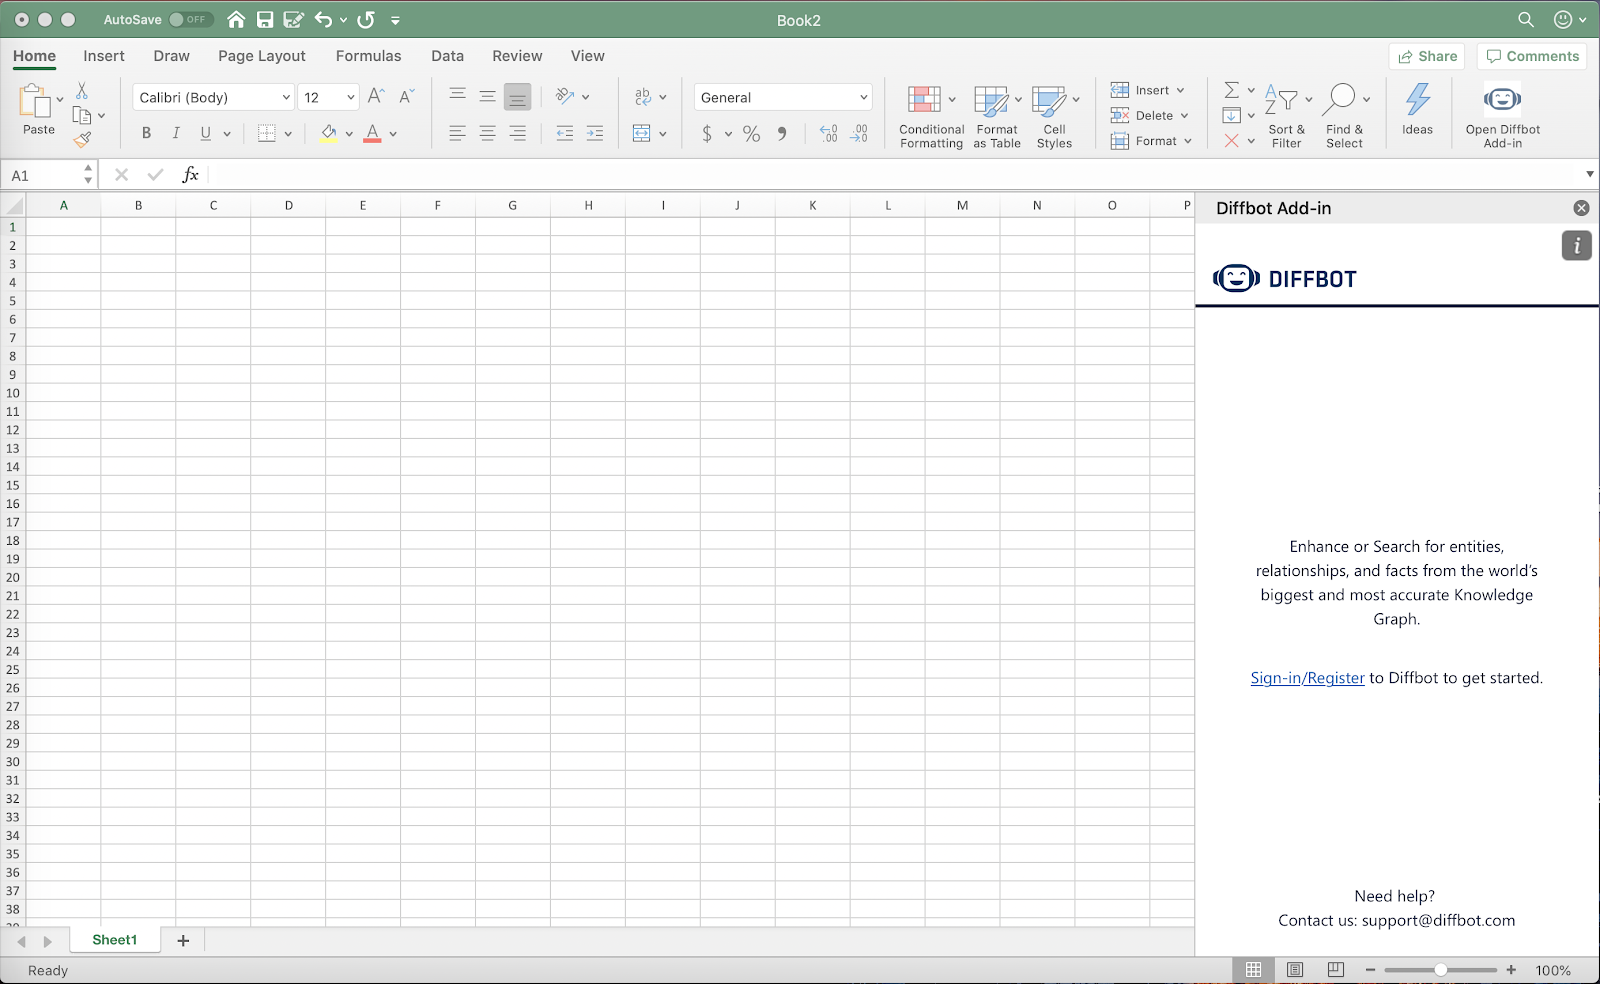 AutoSave OFF Book2
Home Insert Draw Page Layout Formulas Data Review View Share Comments
Paste
Calibri (Body) 12
B I U A
ab
General
$ % 9 .00 .00
Conditional Formatting
Format as Table
Cell Styles
Insert
Delete
Format
Sort & Filter
Find & Select
Ideas
Open Diffbot Add-in
A1 fx
A B C D E F G H I J K L M N O P
1
2
3
4
5
6
7
8
9
10
11
12
13
14
15
16
17
18
19
20
21
22
23
24
25
26
27
28
29
30
31
32
33
34
35
36
37
38
Diffbot Add-in
i
DIFFBOT
Enhance or Search for entities,
relationships, and facts from the world's
biggest and most accurate Knowledge
Graph.
Sign-in/Register to Diffbot to get started.
Need help?
Contact us: support@diffbot.com
Sheet1 +
Ready 100%